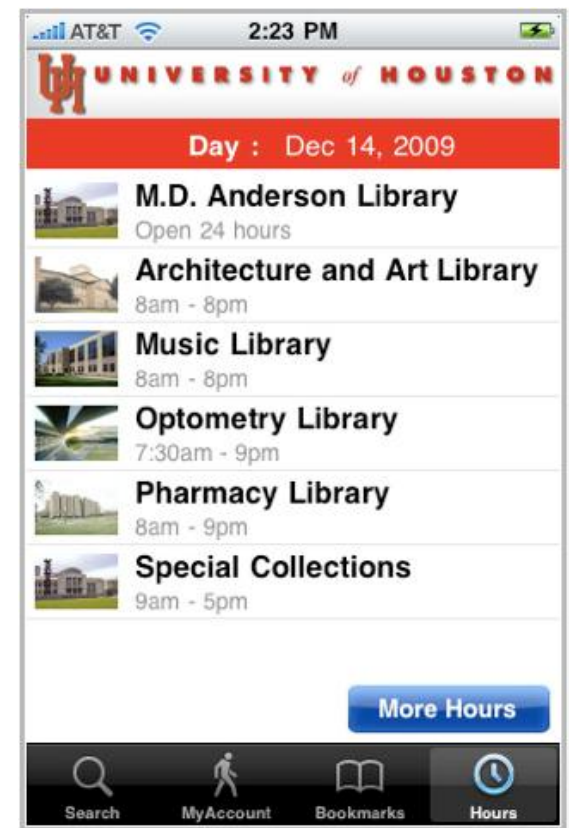 AT&T 2:23 PM
UH UNIVERSITY of HOUSTON
Day : Dec 14, 2009
M.D. Anderson Library
Open 24 hours
Architecture and Art Library
8am - 8pm
Music Library
8am - 8pm
Optometry Library
7:30am - 9pm
Pharmacy Library
8am - 9pm
Special Collections
9am - 5pm
More Hours
Search MyAccount Bookmarks Hours